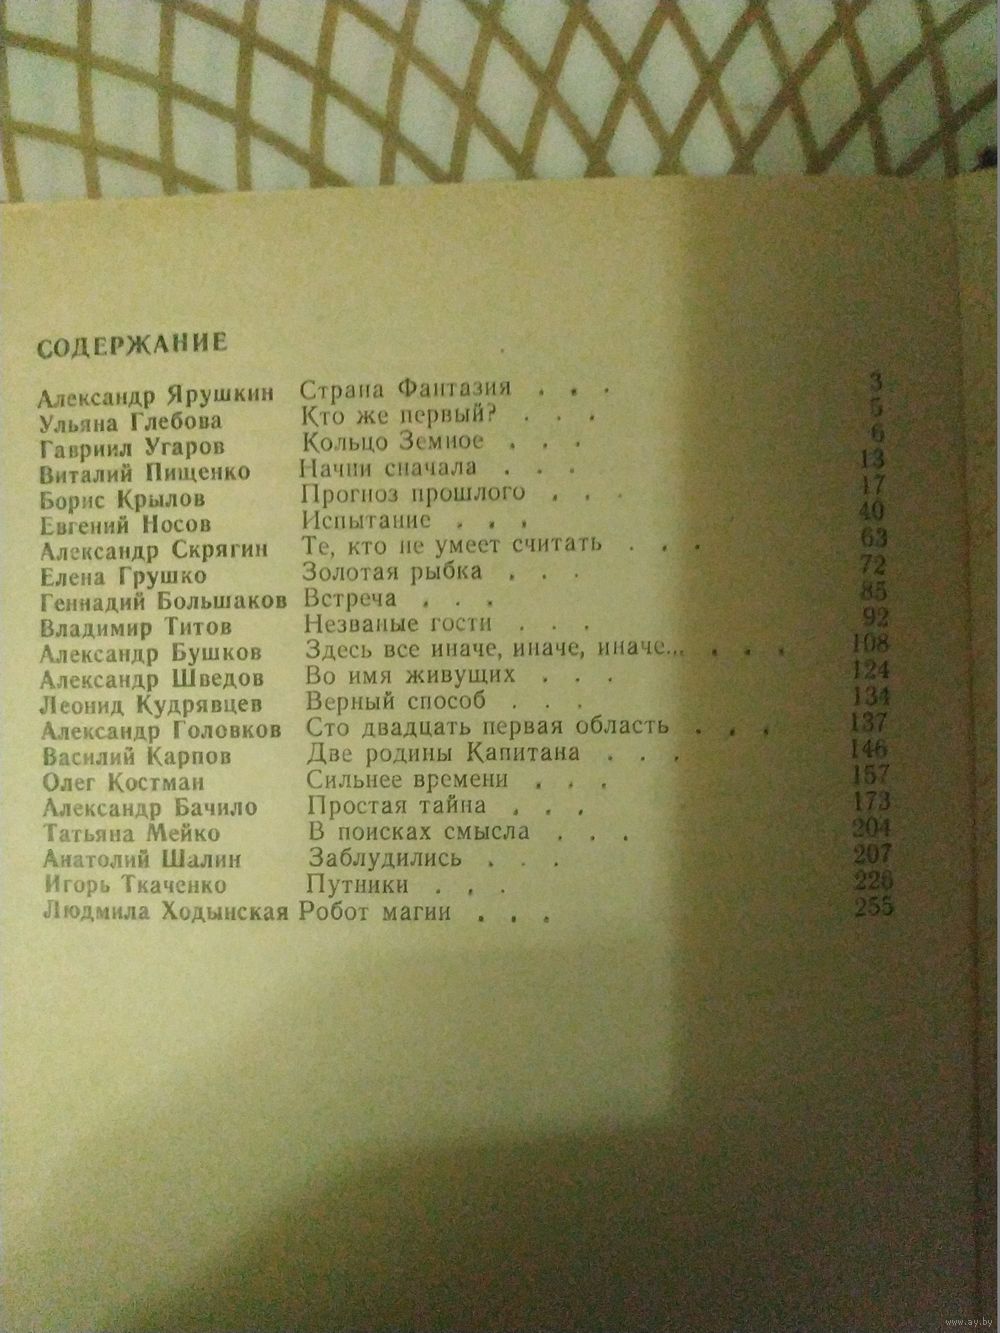 СОДЕРЖАНИЕ
Александр Ярушкин Страна Фантазия . . . 3
Ульяна Глебова Кто же первый? . . . 5
Гавриил Угаров Кольцо Земное . . . 6
Виталий Пищенко Начни сначала . . . 13
Борис Крылов Прогноз прошлого . . . 17
Евгений Носов Испытание . . . 40
Александр Скрягин Те, кто не умеет считать . . . 63
Елена Грушко Золотая рыбка . . . 72
Геннадий Большаков Встреча . . . 85
Владимир Титов Незваные гости . . . 92
Александр Бушков Здесь все иначе, иначе, иначе... . . . 108
Александр Шведов Во имя живущих . . . 124
Леонид Кудрявцев Верный способ . . . 134
Александр Головков Сто двадцать первая область . . . 137
Василий Карпов Две родины Капитана . . . 146
Олег Костман Сильнее времени . . . 157
Александр Бачило Простая тайна . . . 173
Татьяна Мейко В поисках смысла . . . 204
Анатолий Шалин Заблудились . . . 207
Игорь Ткаченко Путники . . . 226
Людмила Ходынская Робот магии . . . 255
www.ay.by